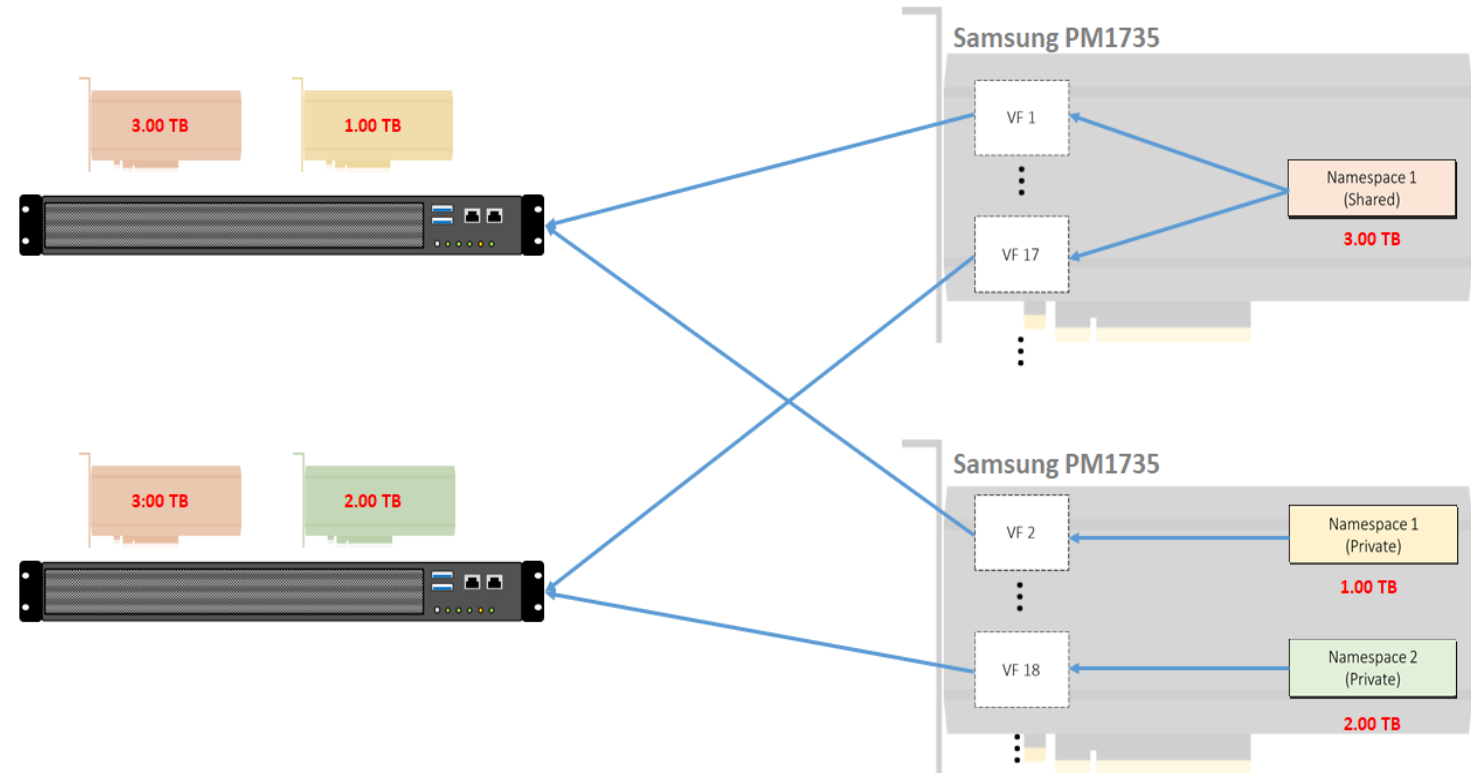 Samsung PM1735
3.00 TB
1.00 TB
VF 1
Namespace 1
(Shared)
3.00 TB
VF 17
Samsung PM1735
3:00 TB
2.00 TB
VF 2
Namespace 1
(Private)
1.00 TB
VF 18
Namespace 2
(Private)
2.00 TB